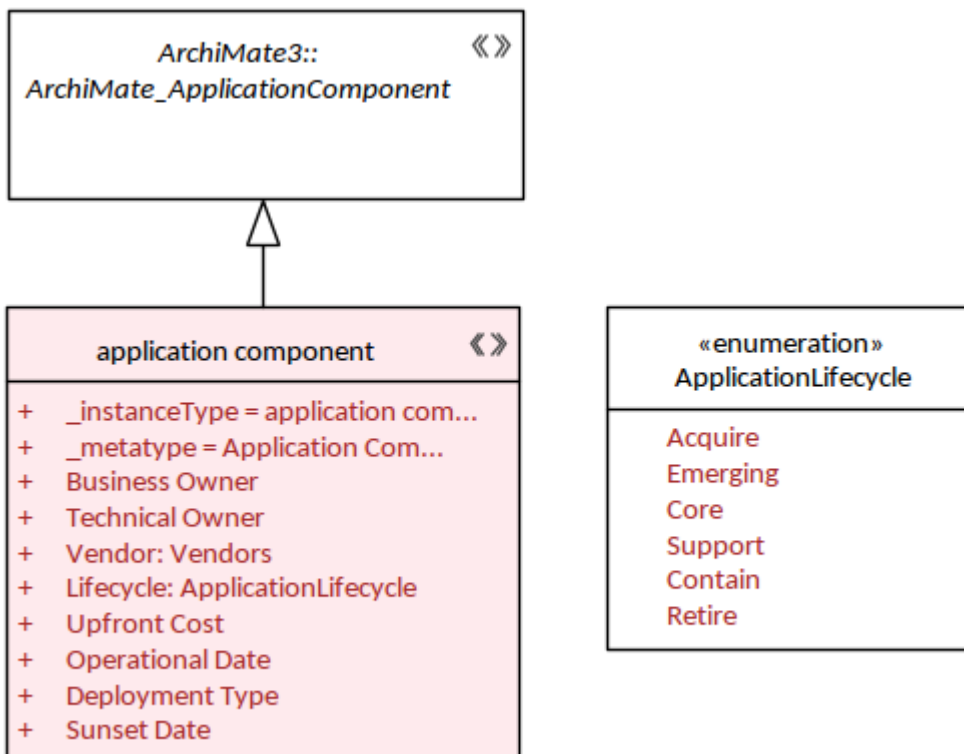 ArchiMate3::
ArchiMate_ApplicationComponent
application component
+ _instanceType = application com...
+ _metatype = Application Com...
+ Business Owner
+ Technical Owner
+ Vendor: Vendors
+ Lifecycle: ApplicationLifecycle
+ Upfront Cost
+ Operational Date
+ Deployment Type
+ Sunset Date
«enumeration»
ApplicationLifecycle
Acquire
Emerging
Core
Support
Contain
Retire